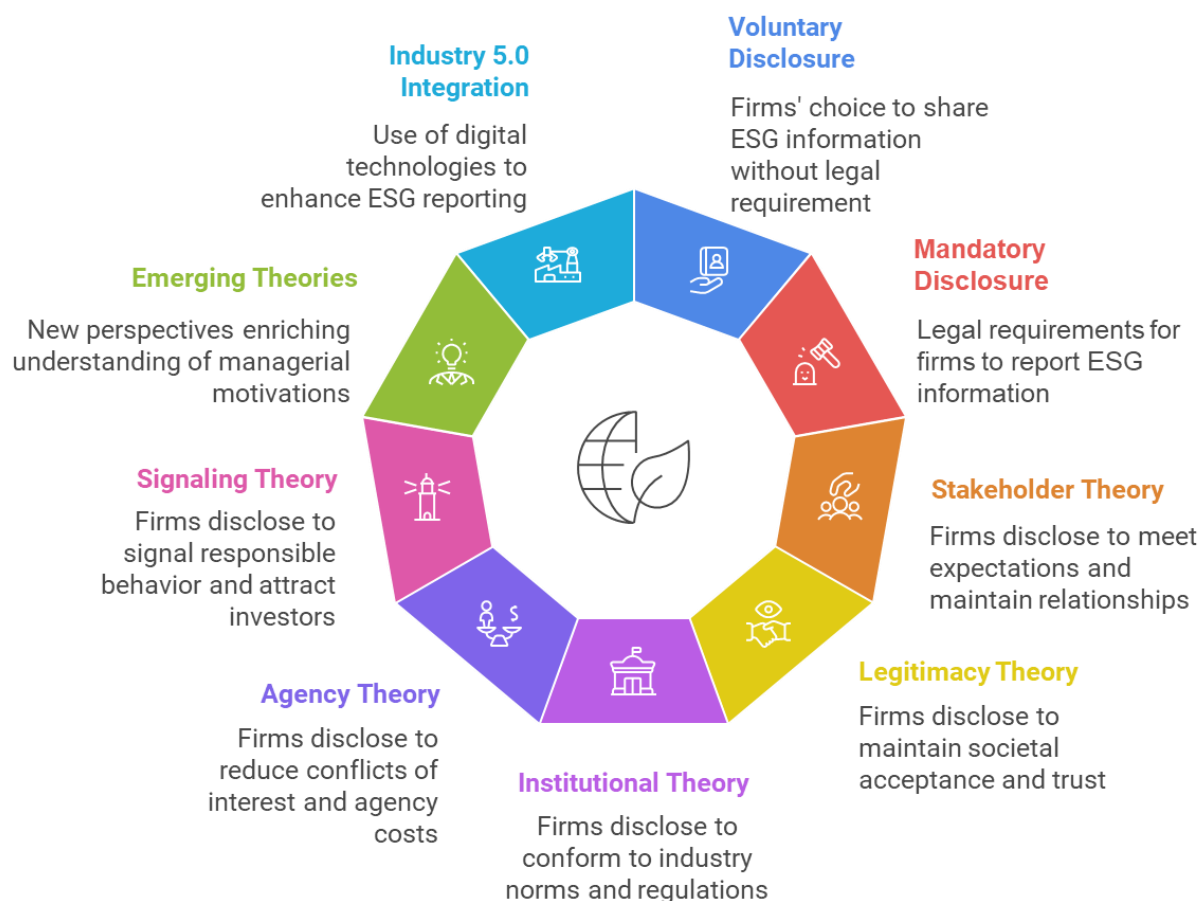 Voluntary
Disclosure
Firms' choice to share
ESG information
without legal
requirement
Mandatory
Disclosure
Legal requirements for
firms to report ESG
information
Stakeholder Theory
Firms disclose to meet
expectations and
maintain relationships
Legitimacy Theory
Firms disclose to
maintain societal
acceptance and trust
Institutional Theory
Firms disclose to
conform to industry
norms and regulations
Agency Theory
Firms disclose to
reduce conflicts of
interest and agency
costs
Signaling Theory
Firms disclose to
signal responsible
behavior and attract
investors
Emerging Theories
New perspectives enriching
understanding of managerial
motivations
Industry 5.0
Integration
Use of digital
technologies to
enhance ESG reporting